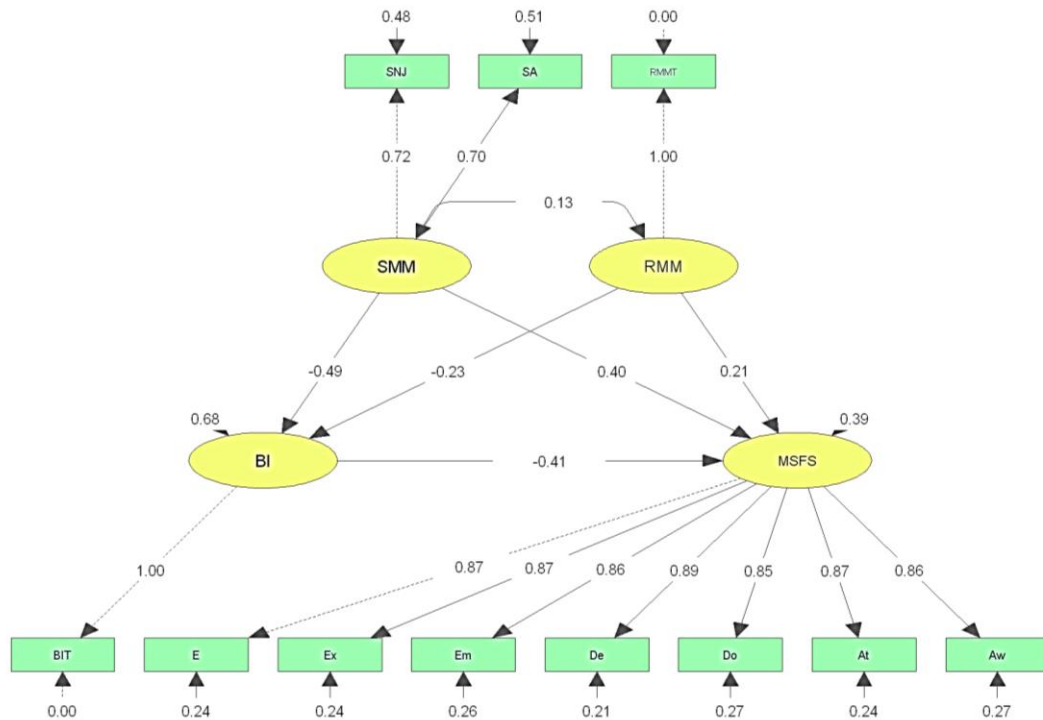 0.48 0.51 0.00
SNJ SA RMMT
0.72 0.70 1.00
0.13
SMM RMM
-0.49 -0.23 0.40 0.21
0.68 0.39
BI -0.41 MSFS
1.00 0.87 0.87 0.86 0.89 0.85 0.87 0.86
BIT E Ex Em De Do At Aw
0.00 0.24 0.24 0.26 0.21 0.27 0.24 0.27